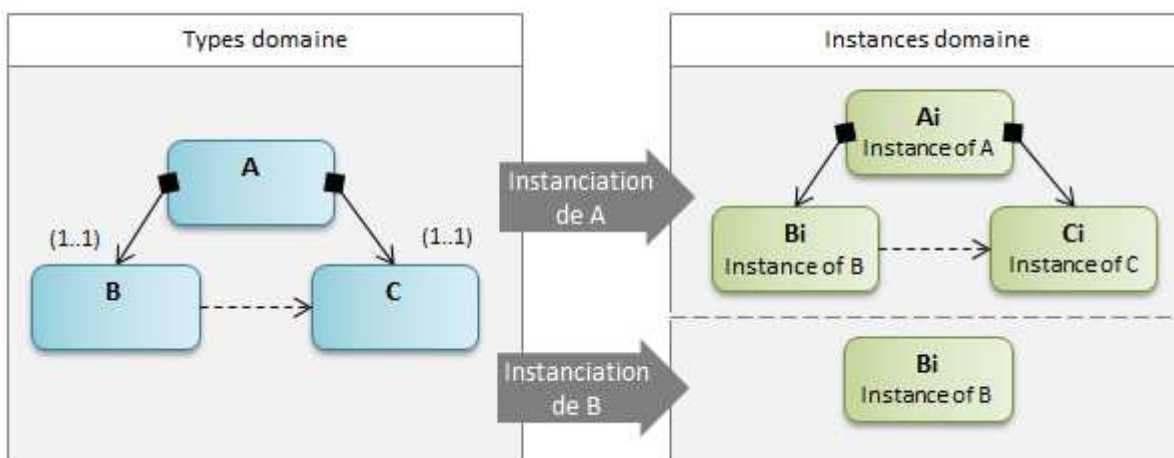 Types domaine
A
(1..1)
(1..1)
B
C
Instanciation
de A
Instanciation
de B
Instances domaine
Ai
Instance of A
Bi
Instance of B
Ci
Instance of C
Bi
Instance of B